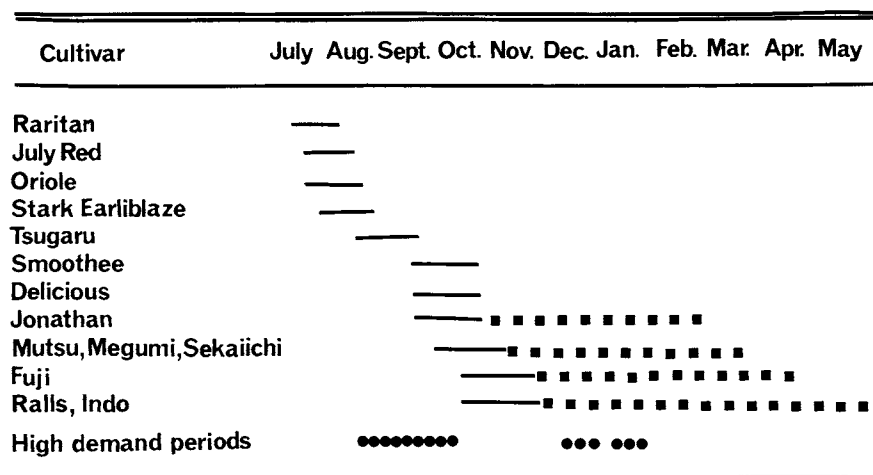 Cultivar July Aug. Sept. Oct. Nov. Dec. Jan. Feb. Mar. Apr. May
Raritan
July Red
Oriole
Stark Earliblaze
Tsugaru
Smoothee
Delicious
Jonathan
Mutsu, Megumi, Sekaiichi
Fuji
Ralls, Indo
High demand periods